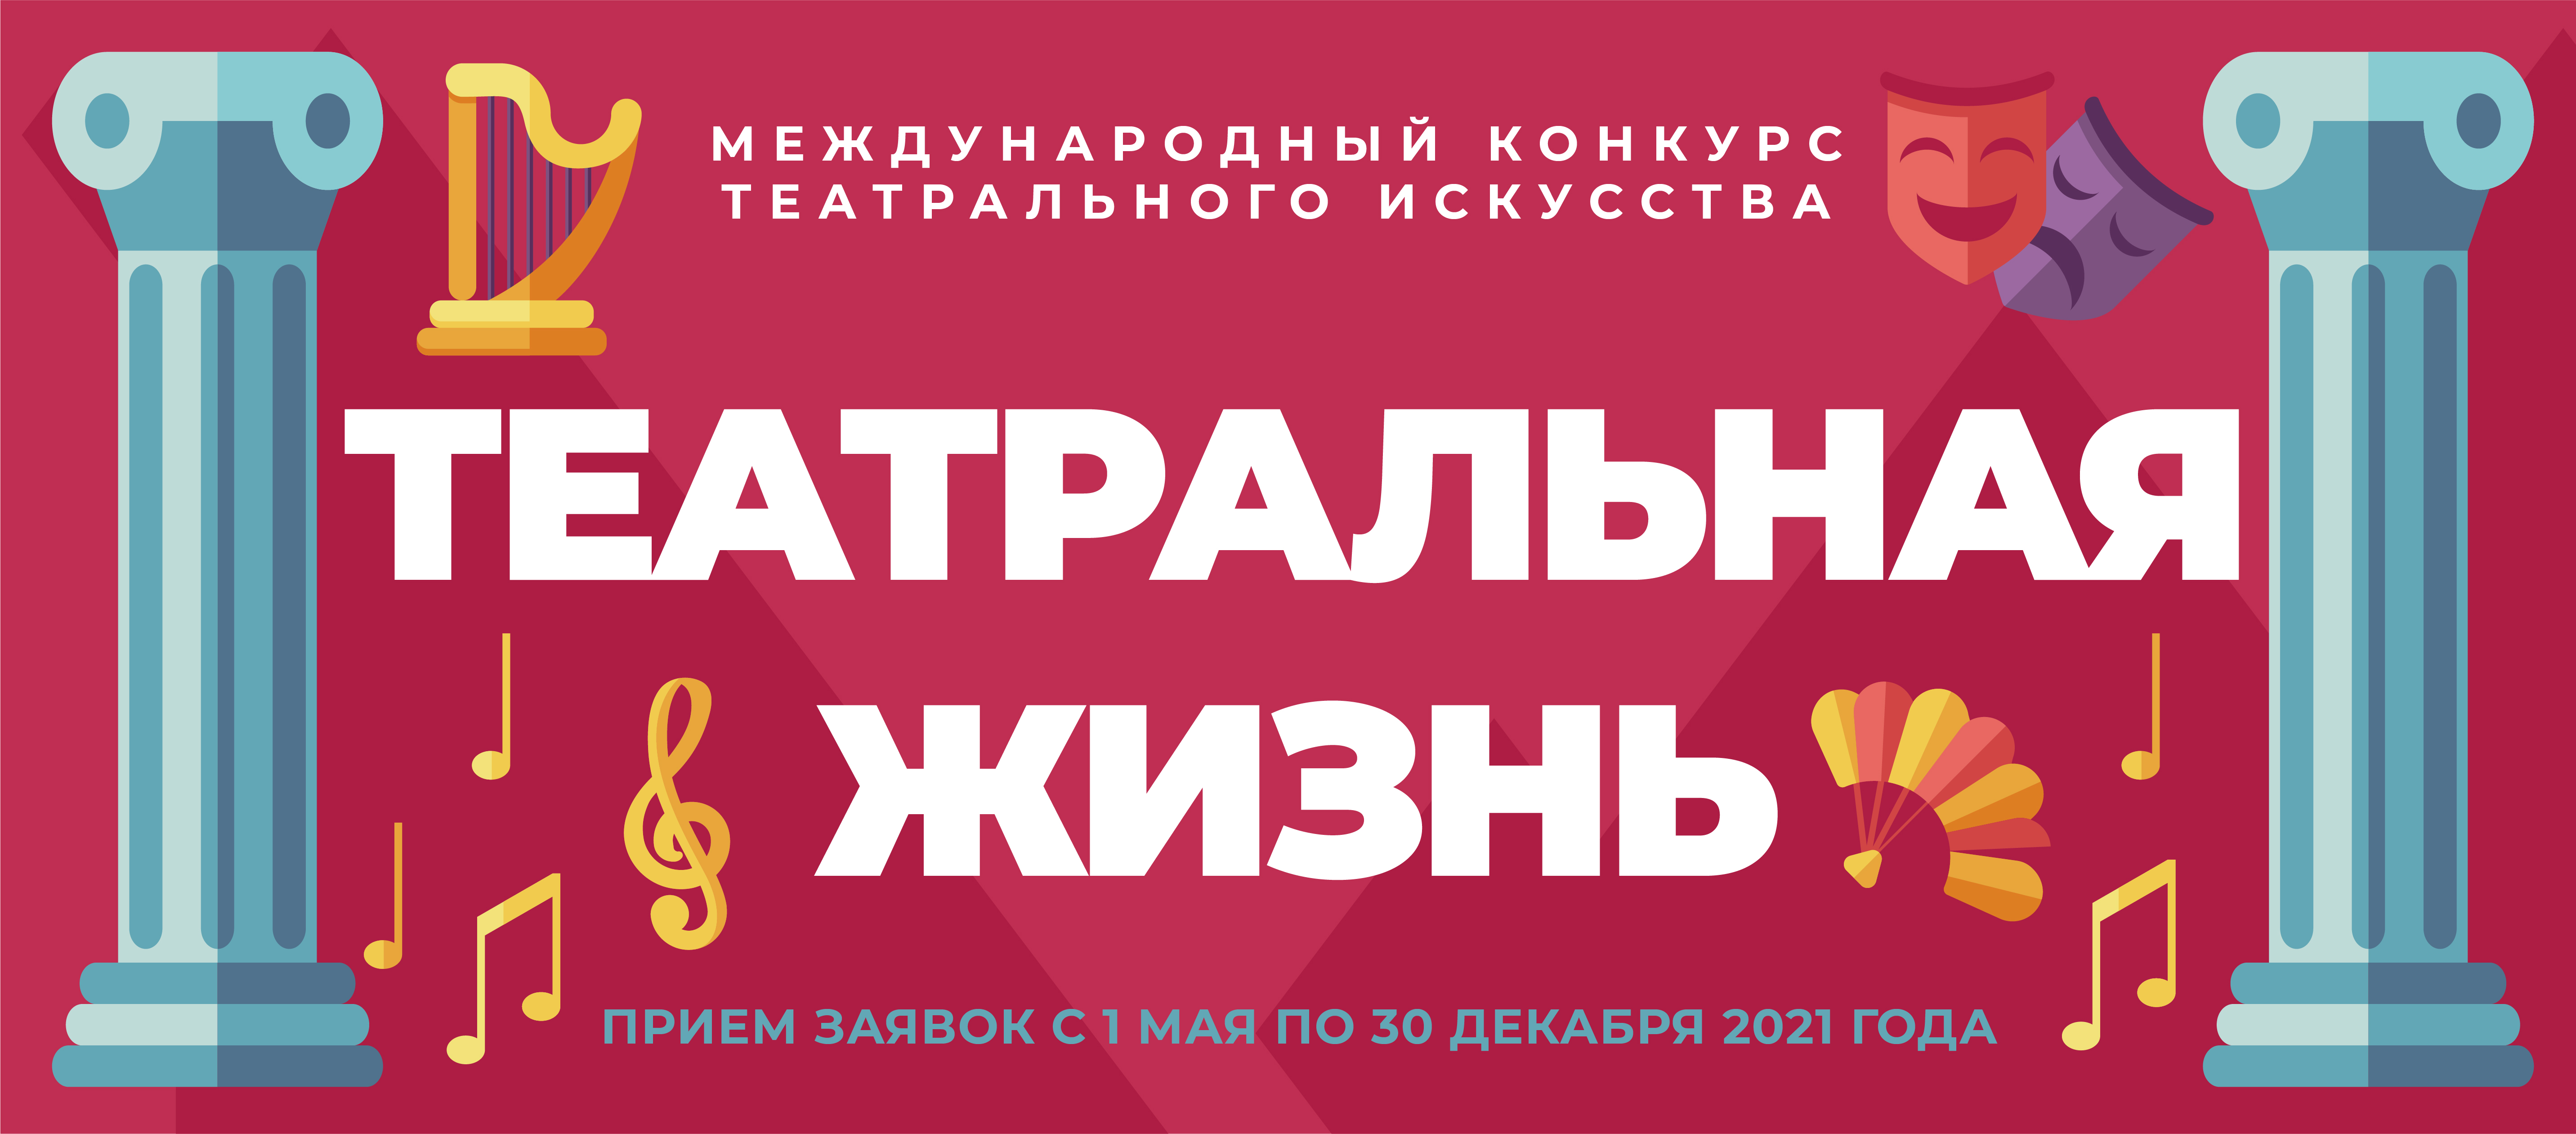 МЕЖДУНАРОДНЫЙ КОНКУРС
ТЕАТРАЛЬНОГО ИСКУССТВА
ТЕАТРАЛЬНАЯ
ЖИЗНЬ
ПРИЕМ ЗАЯВОК С 1 МАЯ ПО 30 ДЕКАБРЯ 2021 ГОДА